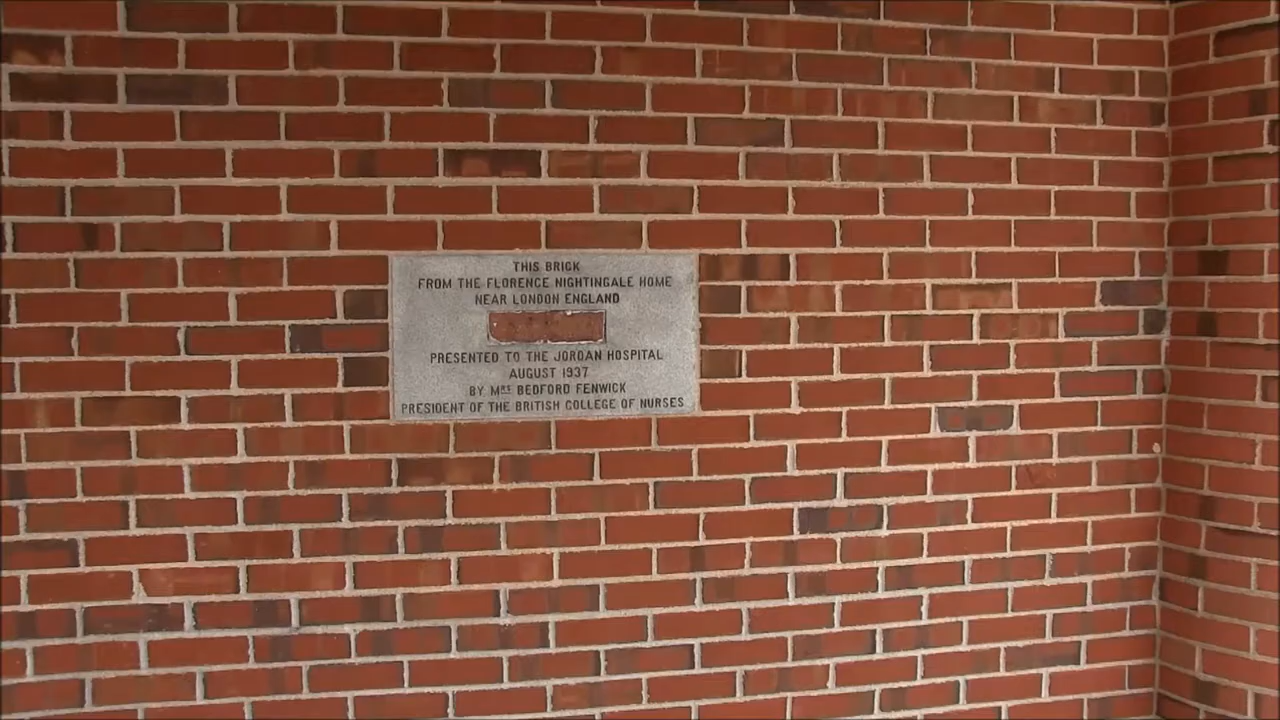 THIS BRICK
FROM THE FLORENCE NIGHTINGALE HOME
NEAR LONDON ENGLAND
PRESENTED TO THE JORDAN HOSPITAL
AUGUST 1937
BY MRS BEDFORD FENWICK
PRESIDENT OF THE BRITISH COLLEGE OF NURSES